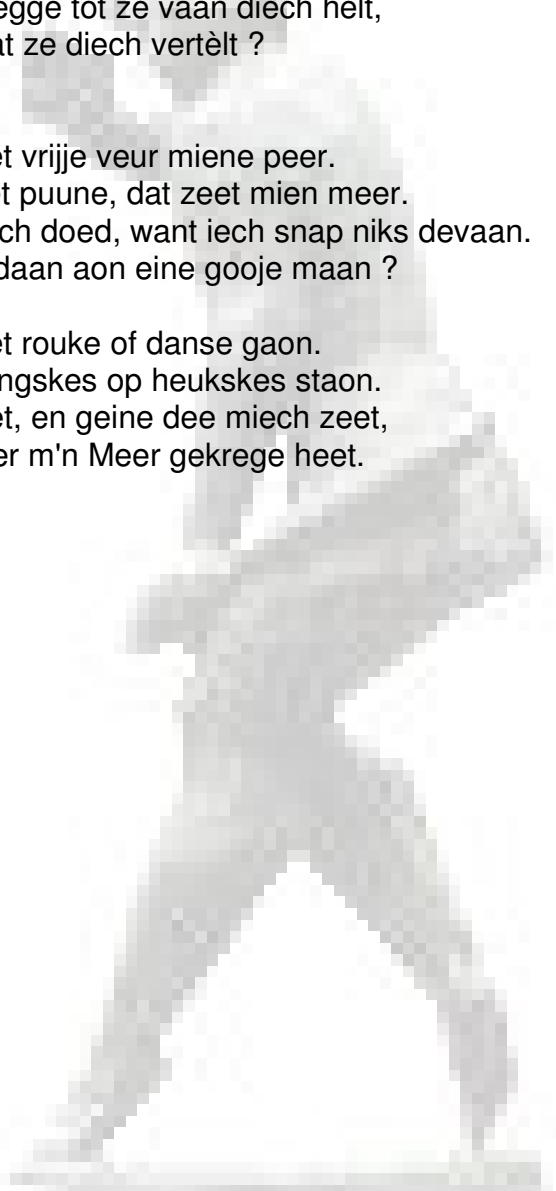 egge tot ze vaan diech helt,
at ze diech vertèlt ?
et vrijje veur miene peer.
et puune, dat zeet mien meer.
ch doed, want iech snap niks devaan.
daan aon eine gooje maan ?
et rouke of danse gaon.
ngskes op heukskes staon.
et, en geine dee miech zeet,
er m'n Meer gekrege heet.